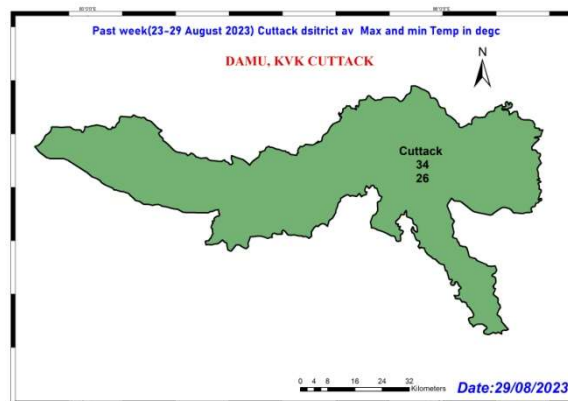 Past week(23-29 August 2023) Cuttack dsitrict av Max and min Temp in degc
DAMU, KVK CUTTACK
N
Cuttack
34
26
0 4 8 16 24 32
Kilometers
Date:29/08/2023